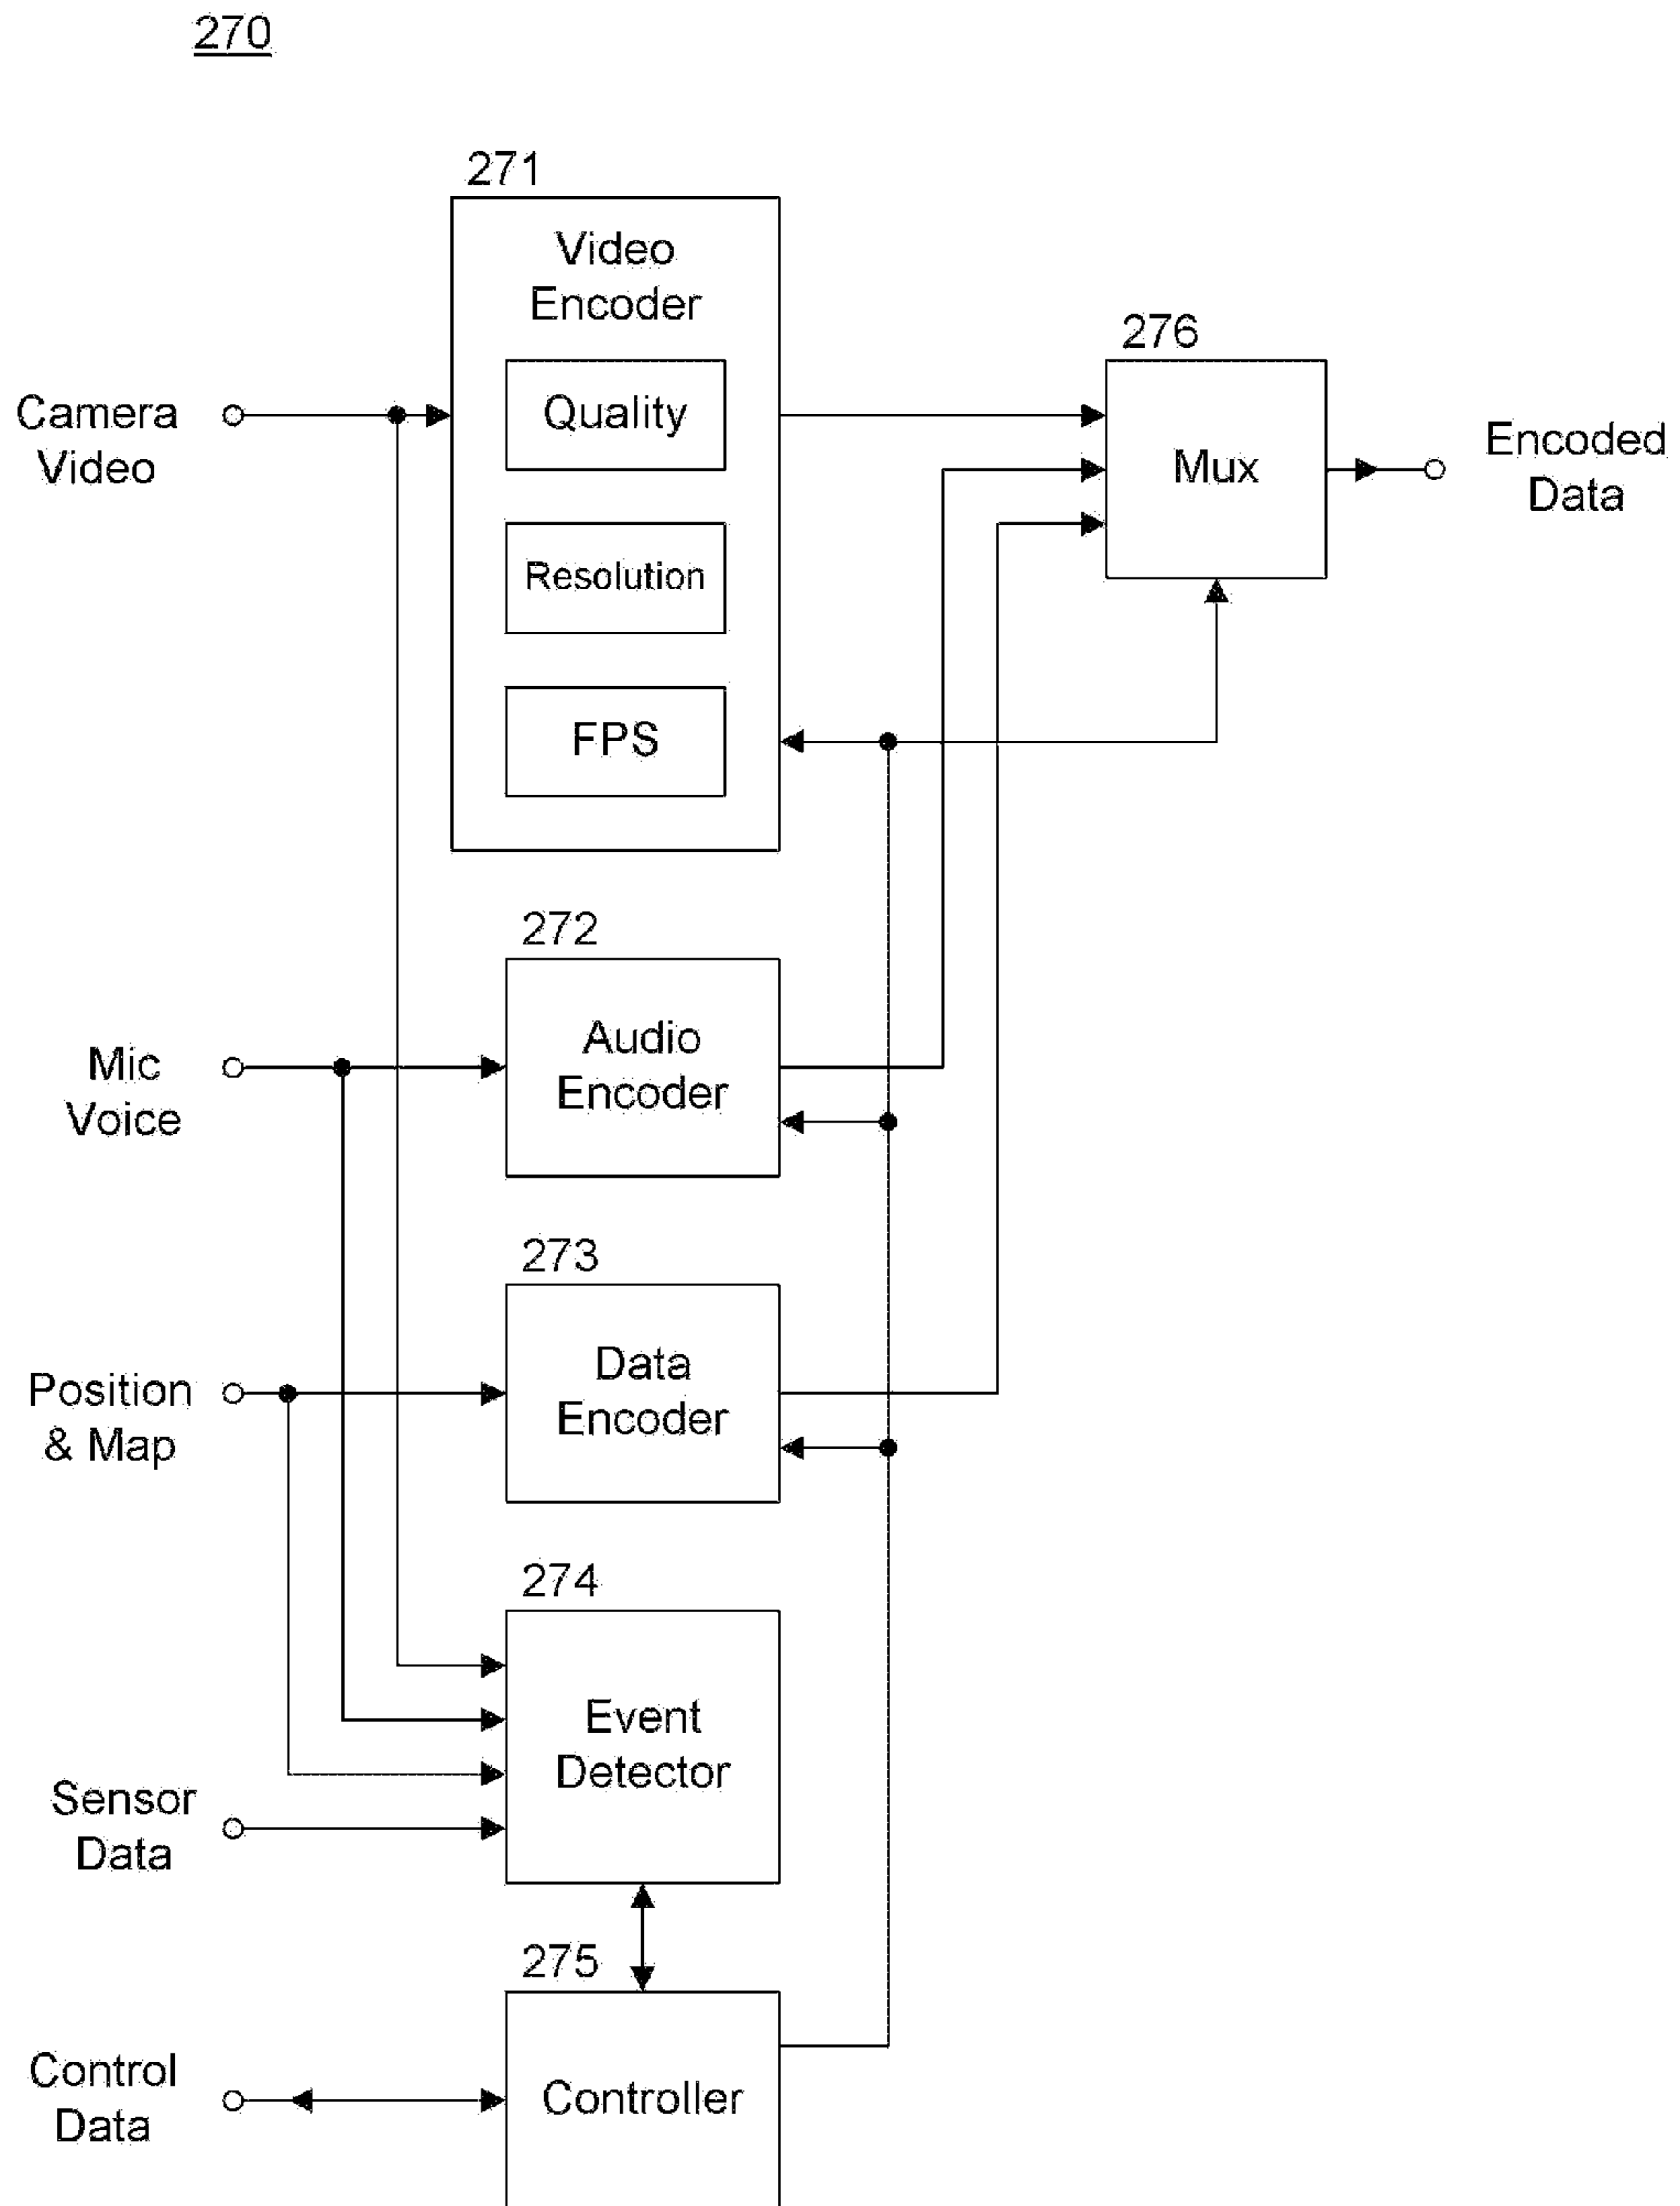 270
271
Video
Encoder
Quality
Resolution
FPS
276
Mux
Camera
Video
Encoded
Data
272
Audio
Encoder
Mic
Voice
273
Data
Encoder
Position
& Map
274
Event
Detector
Sensor
Data
275
Controller
Control
Data